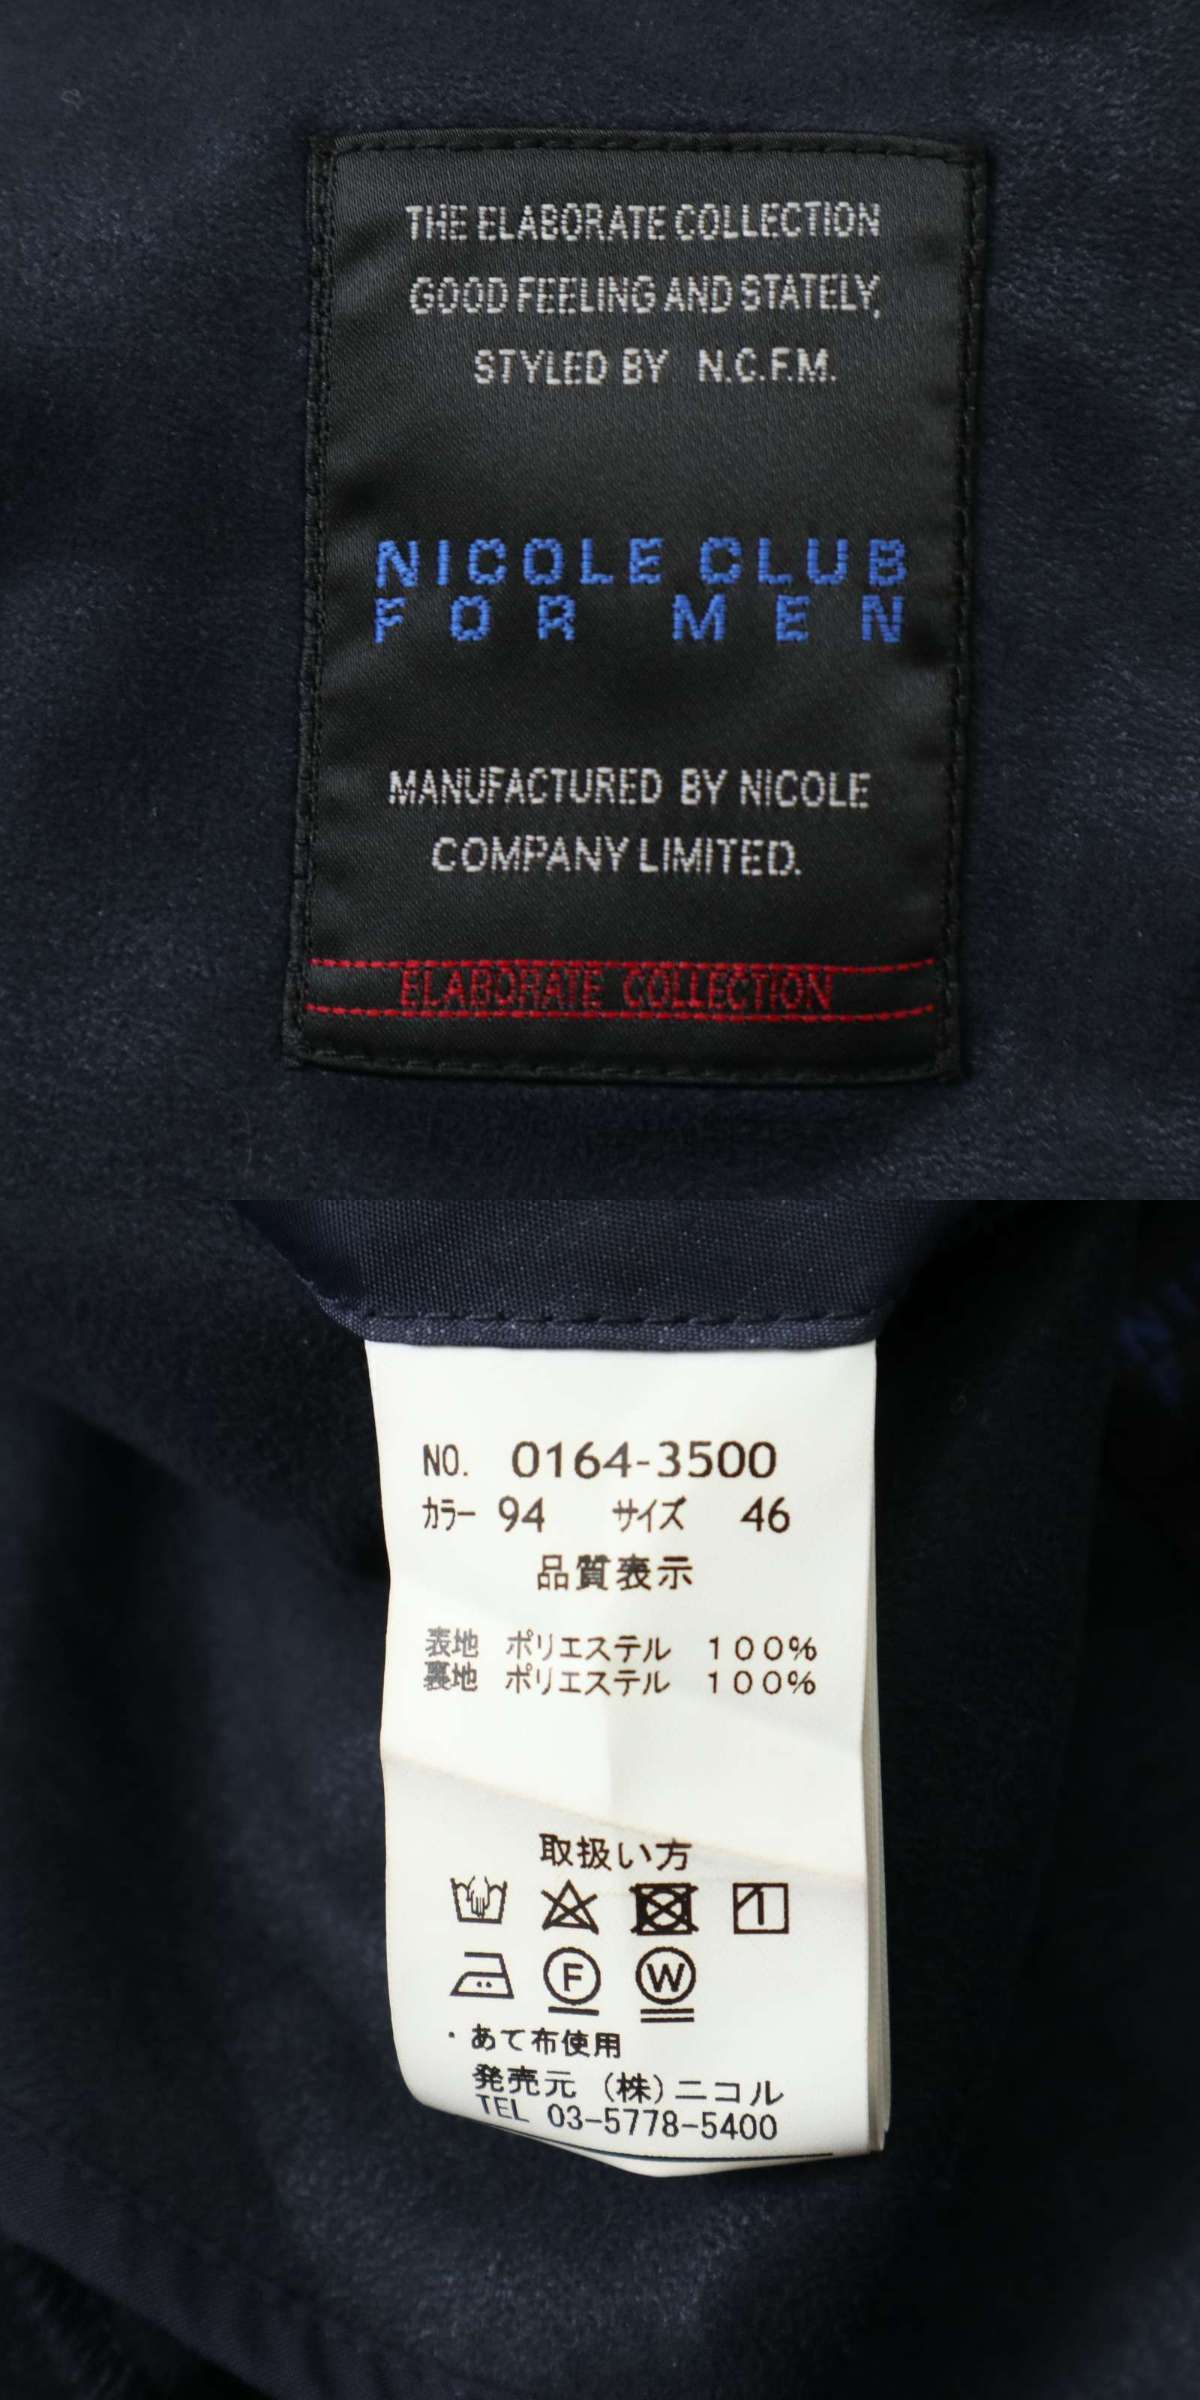 THE ELABORATE COLLECTION
GOOD FEELING AND STATELY,
STYLED BY N.C.F.M.
NICOLE CLUB
FOR MEN
MANUFACTURED BY NICOLE
COMPANY LIMITED.
ELABORATE COLLECTION
NO. 0164-3500
カラー 94 サイズ 46
品質表示
表地 ポリエステル 100%
裏地 ポリエステル 100%
取扱い方
F W
・あて布使用
発売元 (株)ニコル
TEL 03-5778-5400